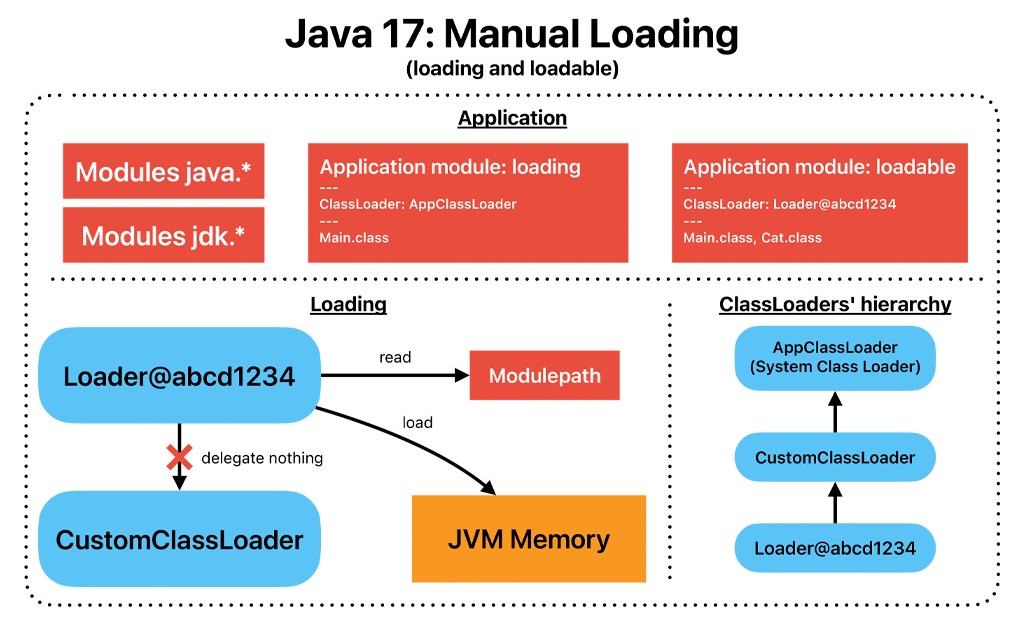 Java 17: Manual Loading
(loading and loadable)
Application
Modules java.*
Modules jdk.*
Application module: loading
---
ClassLoader: AppClassLoader
---
Main.class
Application module: loadable
---
ClassLoader: Loader@abcd1234
---
Main.class, Cat.class
Loading
Loader@abcd1234
read
Modulepath
load
delegate nothing
CustomClassLoader
JVM Memory
ClassLoaders' hierarchy
AppClassLoader
(System Class Loader)
CustomClassLoader
Loader@abcd1234